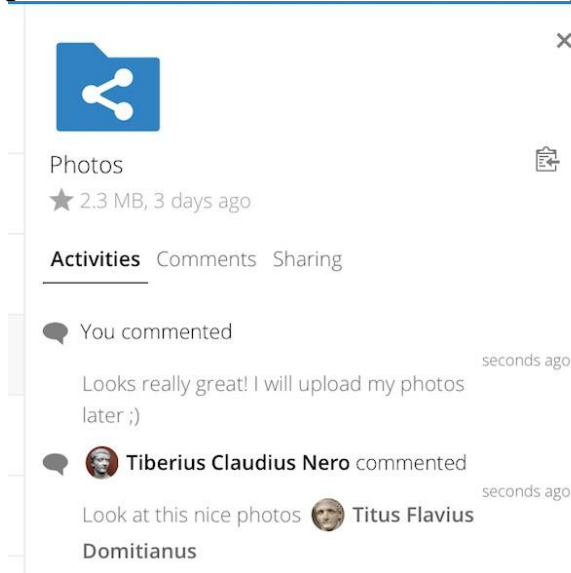 Photos
2.3 MB, 3 days ago
Activities Comments Sharing
You commented
seconds ago
Looks really great! I will upload my photos
later ;)
Tiberius Claudius Nero commented
seconds ago
Look at this nice photos Titus Flavius
Domitianus